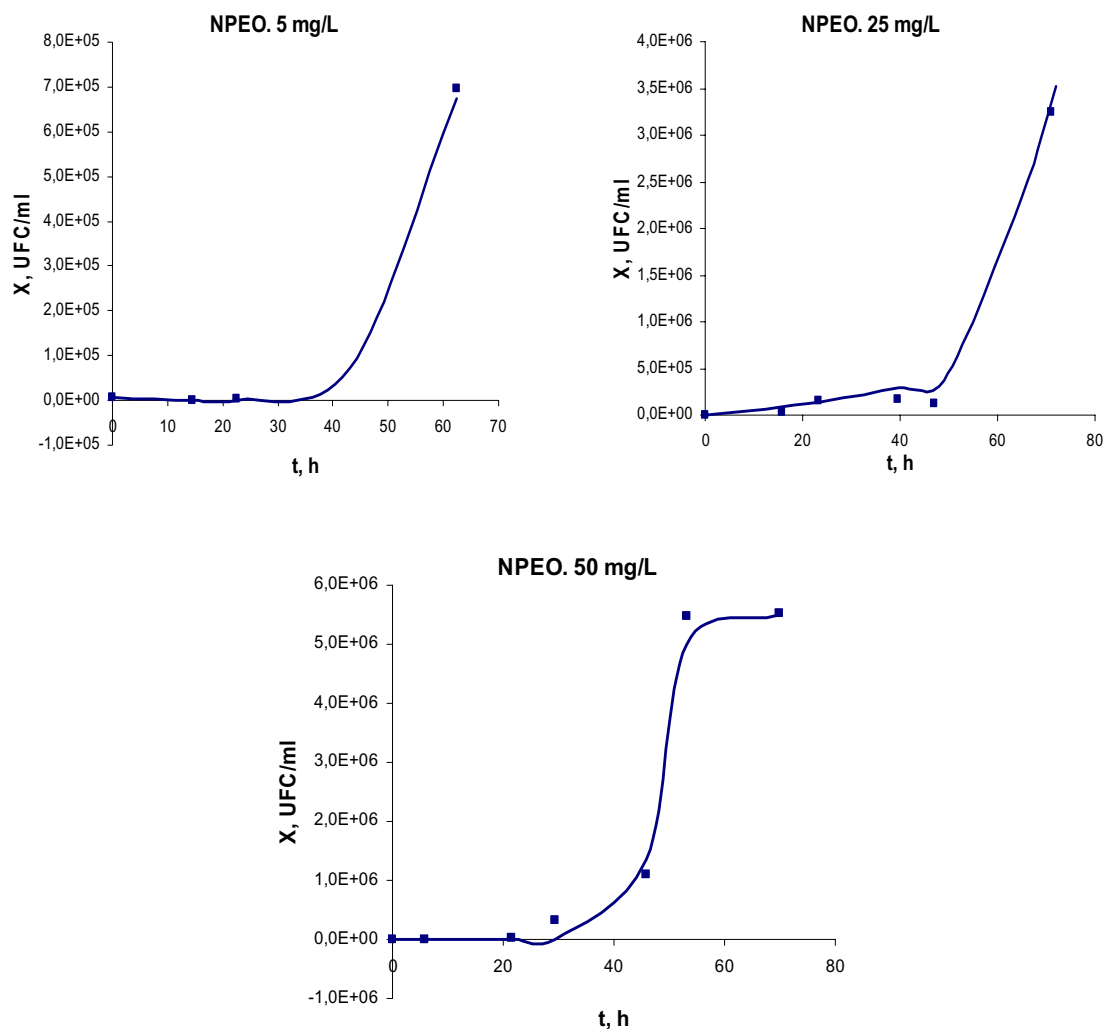 NPEO. 5 mg/L
8,0E+05
7,0E+05
6,0E+05
5,0E+05
4,0E+05
3,0E+05
2,0E+05
1,0E+05
0,0E+00
-1,0E+05
X, UFC/ml
0 10 20 30 40 50 60 70
t, h
NPEO. 25 mg/L
4,0E+06
3,5E+06
3,0E+06
2,5E+06
2,0E+06
1,5E+06
1,0E+06
5,0E+05
0,0E+00
X, UFC/ml
0 20 40 60 80
t, h
NPEO. 50 mg/L
6,0E+06
5,0E+06
4,0E+06
3,0E+06
2,0E+06
1,0E+06
0,0E+00
-1,0E+06
X, UFC/ml
0 20 40 60 80
t, h